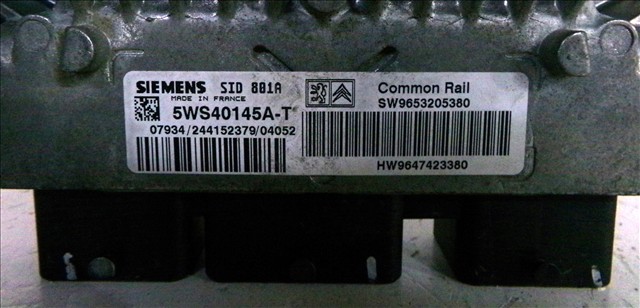 SIEMENS SID 801A
MADE IN FRANCE
5WS40145A-T
07934/244152379/04052
Common Rail
SW9653205380
HW9647423380